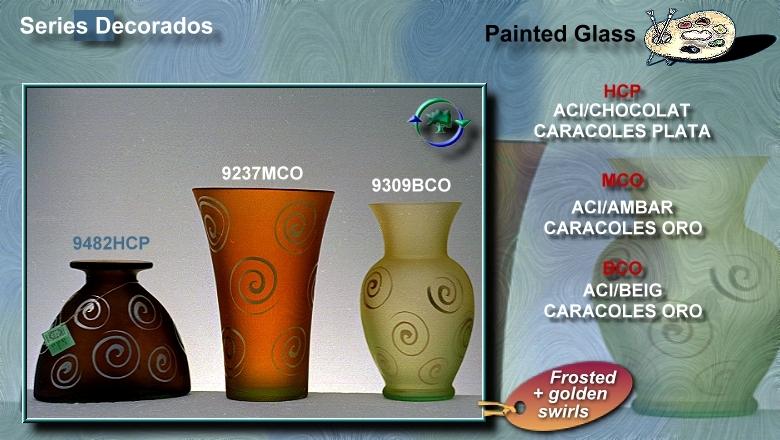 Series Decorados
Painted Glass
9482HCP
9237MCO
9309BCO
HCP
ACI/CHOCOLAT
CARACOLES PLATA
MCO
ACI/AMBAR
CARACOLES ORO
BCO
ACI/BEIG
CARACOLES ORO
Frosted
+ golden
swirls